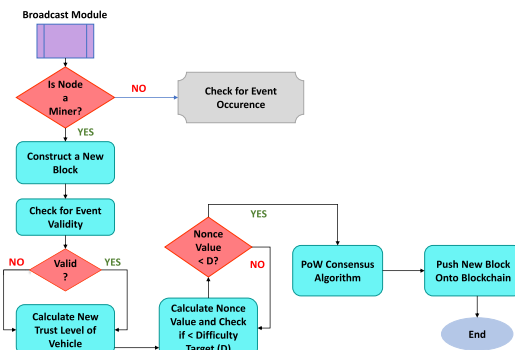 Broadcast Module
Is Node
a
Miner?
NO
Check for Event
Occurence
YES
Construct a New
Block
Check for Event
Validity
NO
Valid
?
YES
Calculate New
Trust Level of
Vehicle
Nonce
Value
< D?
YES
NO
Calculate Nonce
Value and Check
if < Difficulty
Target (D)
PoW Consensus
Algorithm
Push New Block
Onto Blockchain
End